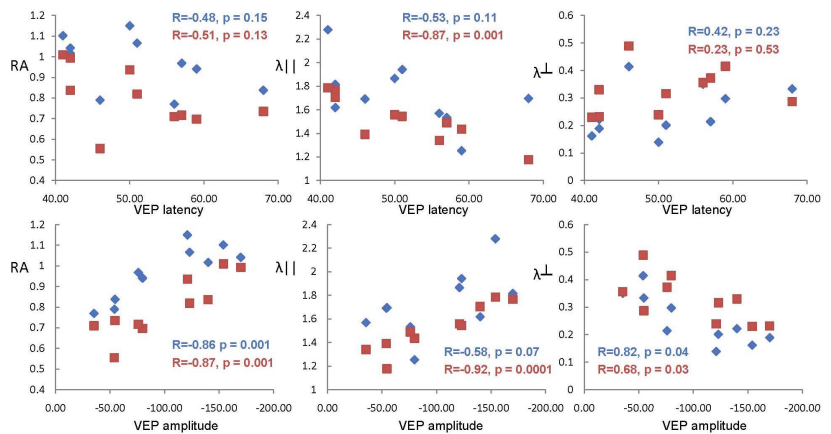 R=-0.48, p = 0.15
R=-0.51, p = 0.13
RA
1.2
1.1
1
0.9
0.8
0.7
0.6
0.5
0.4
40.00 50.00 60.00 70.00
VEP latency
R=-0.53, p = 0.11
R=-0.87, p = 0.001
λ||
2.4
2.2
2
1.8
1.6
1.4
1.2
1
40.00 50.00 60.00 70.00
VEP latency
R=0.42, p = 0.23
R=0.23, p = 0.53
λ┴
0.6
0.5
0.4
0.3
0.2
0.1
0
40.00 50.00 60.00 70.00
VEP latency
RA
1.2
1.1
1
0.9
0.8
0.7
0.6
0.5
0.4
R=-0.86 p = 0.001
R=-0.87, p = 0.001
0.00 -50.00 -100.00 -150.00 -200.00
VEP amplitude
λ||
2.4
2.2
2
1.8
1.6
1.4
1.2
1
R=-0.58, p = 0.07
R=-0.92, p = 0.0001
0.00 -50.00 -100.00 -150.00 -200.00
VEP amplitude
λ┴
0.6
0.5
0.4
0.3
0.2
0.1
0
R=0.82, p = 0.04
R=0.68, p = 0.03
0.00 -50.00 -100.00 -150.00 -200.00
VEP amplitude